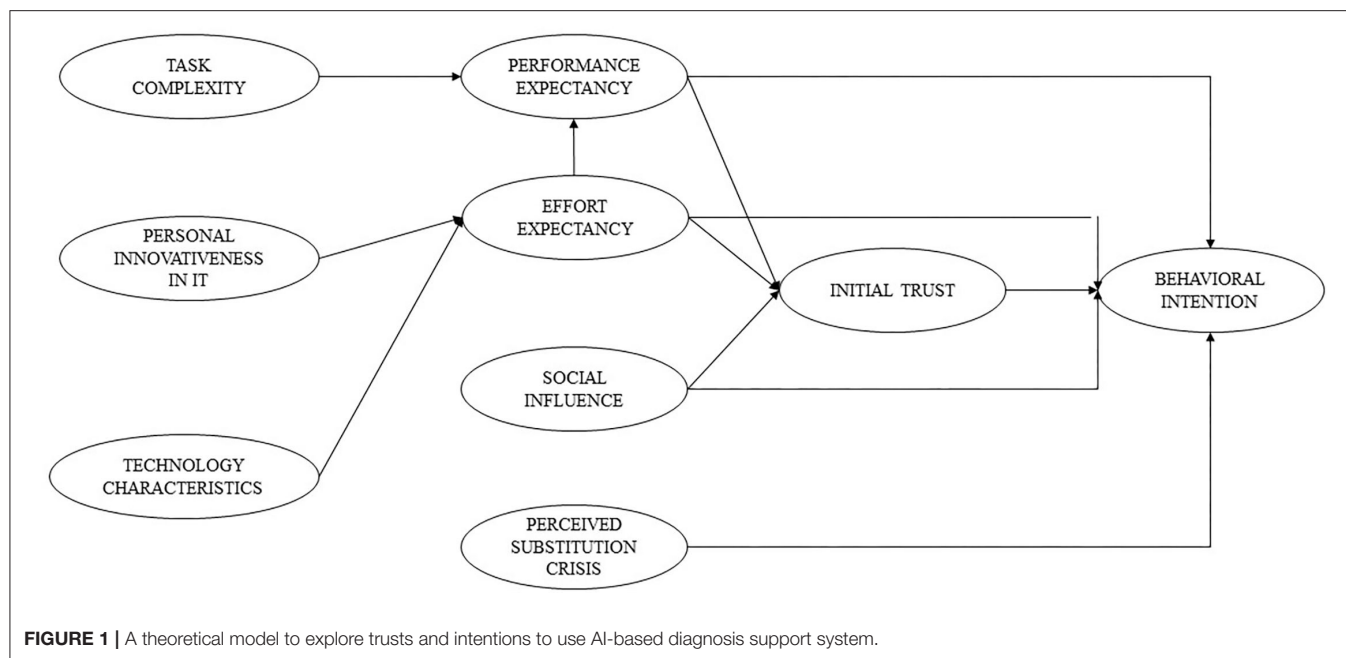 TASK
COMPLEXITY
PERFORMANCE
EXPECTANCY
PERSONAL
INNOVATIVENESS
IN IT
EFFORT
EXPECTANCY
INITIAL TRUST
BEHAVIORAL
INTENTION
TECHNOLOGY
CHARACTERISTICS
SOCIAL
INFLUENCE
PERCEIVED
SUBSTITUTION
CRISIS
FIGURE 1 | A theoretical model to explore trusts and intentions to use AI-based diagnosis support system.